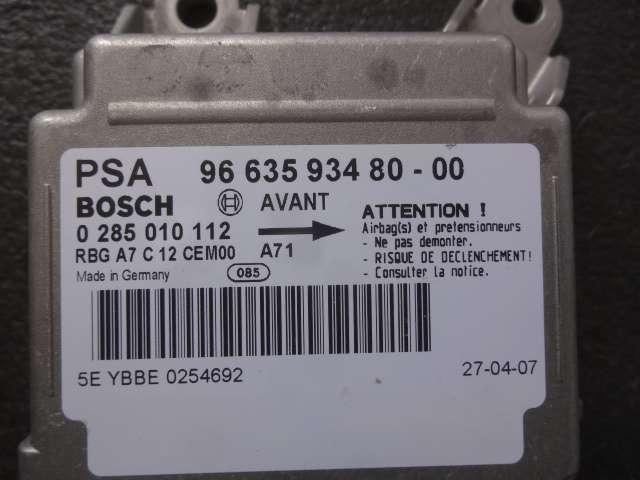 PSA 96 635 934 80 - 00
BOSCH AVANT
0 285 010 112
RBG A7 C 12 CEM00 A71
Made in Germany 085
ATTENTION !
Airbag(s) et pretensionneurs
- Ne pas demonter.
- RISQUE DE DECLENCHEMENT!
- Consulter la notice.
5E YBBE 0254692
27-04-07